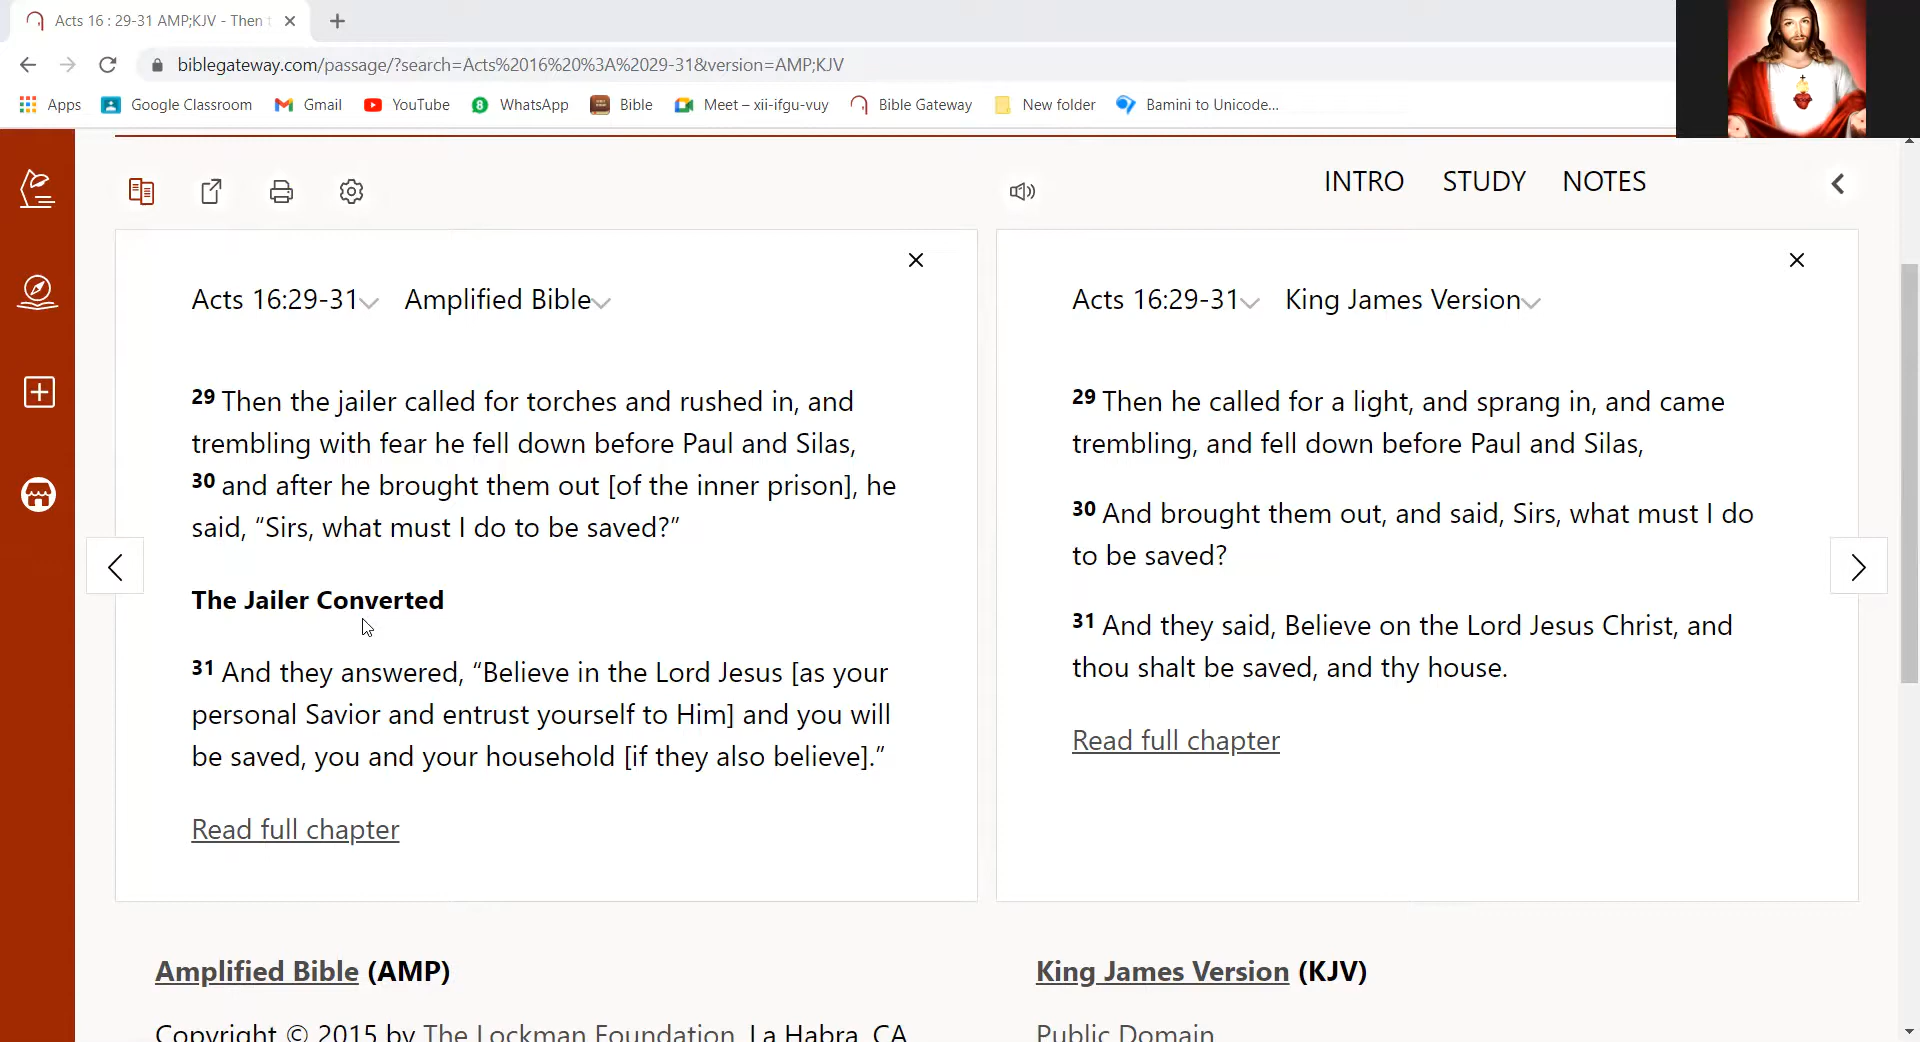 Acts 16 : 29-31 AMP;KJV - Then
biblegateway.com/passage/?search=Acts%2016%20%3A%2029-31&version=AMP;KJV
Apps Google Classroom Gmail YouTube 8 WhatsApp Bible Meet – xii-ifgu-vuy Bible Gateway New folder Bamini to Unicode...
INTRO STUDY NOTES
Acts 16:29-31 Amplified Bible
29 Then the jailer called for torches and rushed in, and
trembling with fear he fell down before Paul and Silas,
30 and after he brought them out [of the inner prison], he
said, “Sirs, what must I do to be saved?”
The Jailer Converted
31 And they answered, “Believe in the Lord Jesus [as your
personal Savior and entrust yourself to Him] and you will
be saved, you and your household [if they also believe].”
Read full chapter
Acts 16:29-31 King James Version
29 Then he called for a light, and sprang in, and came
trembling, and fell down before Paul and Silas,
30 And brought them out, and said, Sirs, what must I do
to be saved?
31 And they said, Believe on the Lord Jesus Christ, and
thou shalt be saved, and thy house.
Read full chapter
Amplified Bible (AMP)
Copyright © 2015 by The Lockman Foundation, La Habra, CA
King James Version (KJV)
Public Domain